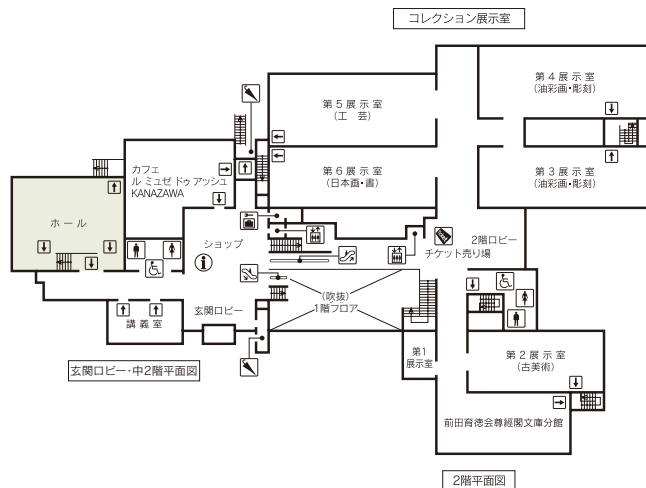 コレクション展示室
第4展示室
(油彩画・彫刻)
第5展示室
(工　芸)
カフェ
ル ミュゼ ドゥ アッシュ
KANAZAWA
第6展示室
(日本画・書)
第3展示室
(油彩画・彫刻)
ホール
ショップ
2階ロビー
チケット売り場
(吹抜)
1階フロア
玄関ロビー
講義室
第1
展示室
第2展示室
(古美術)
玄関ロビー・中2階平面図
前田育徳会尊經閣文庫分館
2階平面図